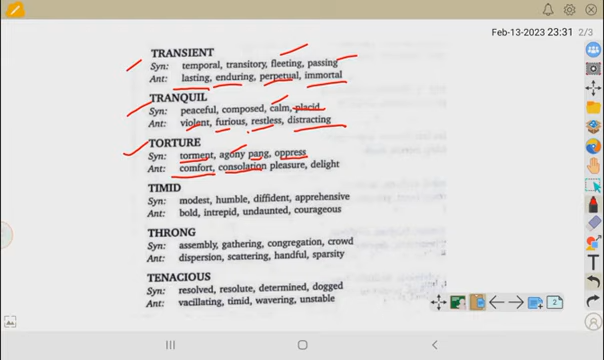 Feb-13-2023 23:31 2/3
TRANSIENT
Syn: temporal, transitory, fleeting, passing
Ant: lasting, enduring, perpetual, immortal
TRANQUIL
Syn: peaceful, composed, calm, placid
Ant: violent, furious, restless, distracting
TORTURE
Syn: torment, agony pang, oppress
Ant: comfort, consolation pleasure, delight
TIMID
Syn: modest, humble, diffident, apprehensive
Ant: bold, intrepid, undaunted, courageous
THRONG
Syn: assembly, gathering, congregation, crowd
Ant: dispersion, scattering, handful, sparsity
TENACIOUS
Syn: resolved, resolute, determined, dogged
Ant: vacillating, timid, wavering, unstable
T
2